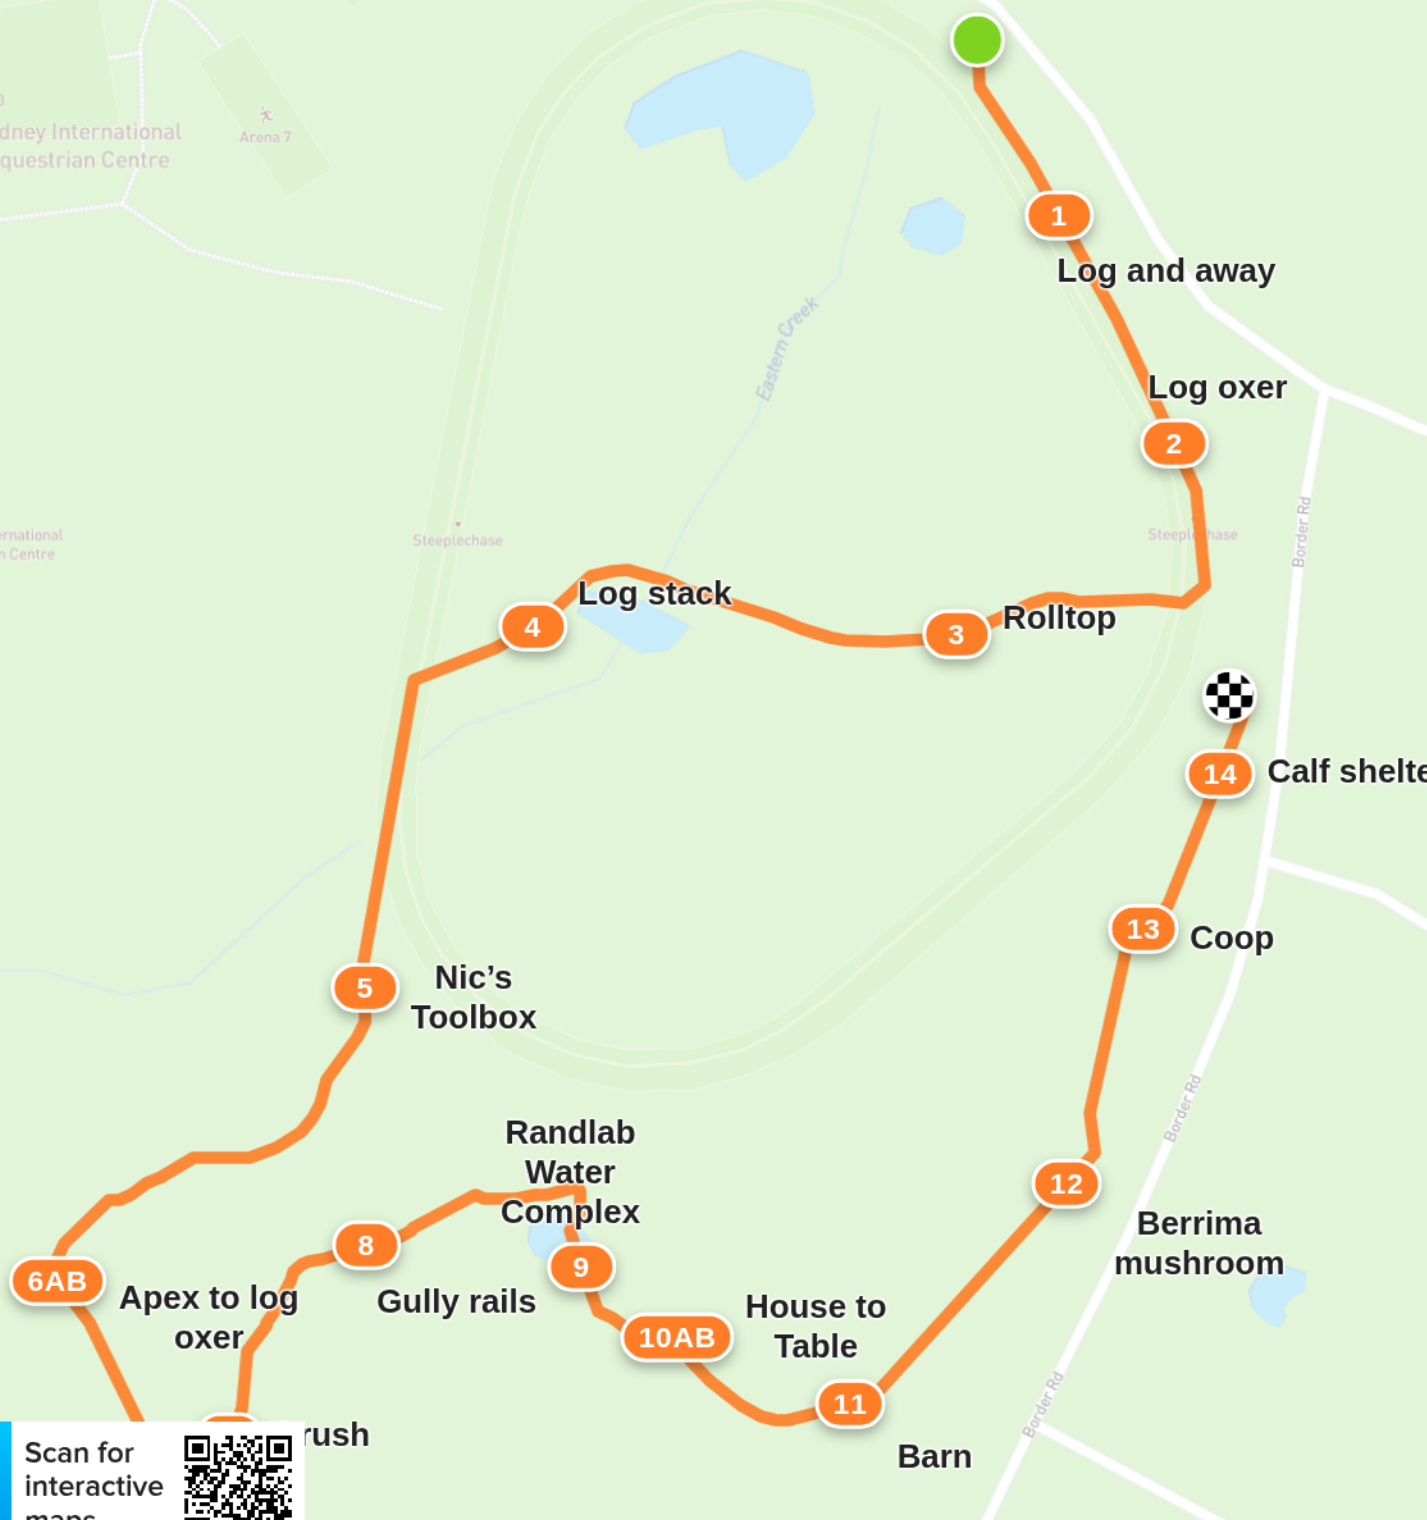 dney International
questrian Centre
Arena 7
1
Log and away
Eastern Creek
Log oxer
2
Border Rd
Steeplechase
Steeplechase
ernational
n Centre
Log stack
4
3
Rolltop
14
Calf shelte
13
Coop
5
Nic’s
Toolbox
Border Rd
Randlab
Water
Complex
12
Berrima
mushroom
8
9
6AB
Apex to log
oxer
Gully rails
10AB
House to
Table
11
Border Rd
rush
Barn
Scan for
interactive
maps